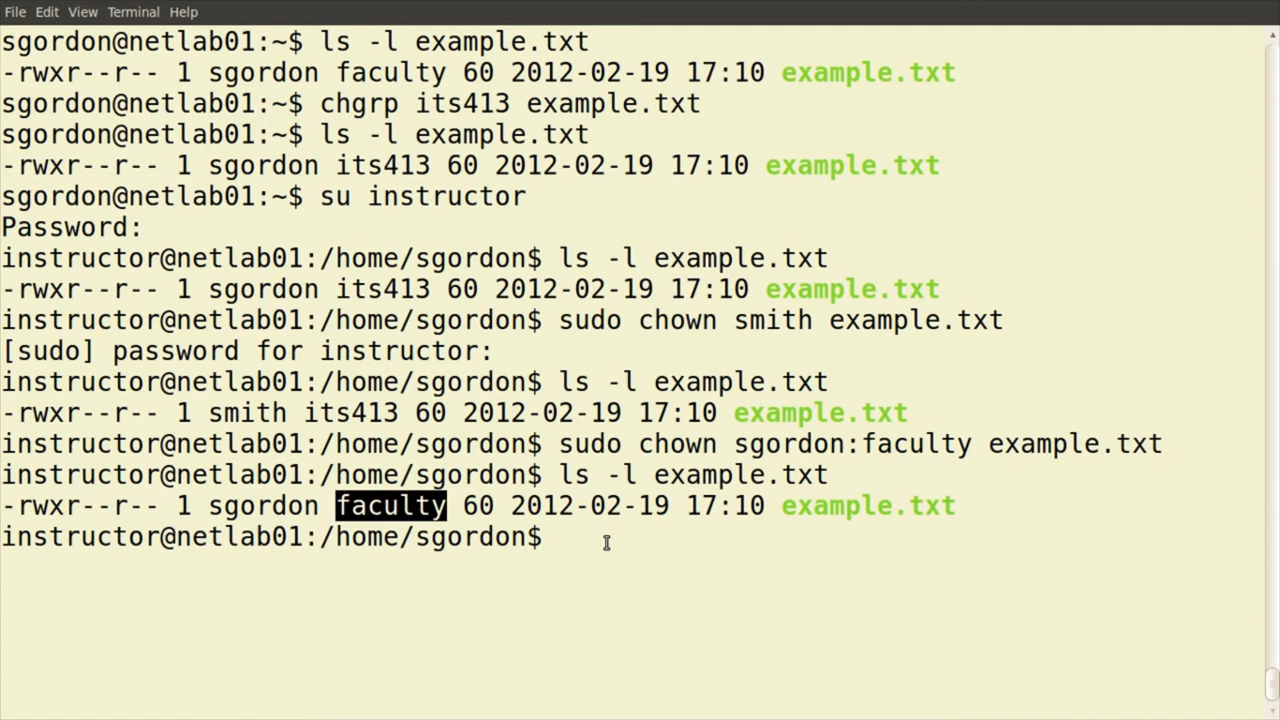 File Edit View Terminal Help
sgordon@netlab01:~$ ls -l example.txt
-rwxr--r-- 1 sgordon faculty 60 2012-02-19 17:10 example.txt
sgordon@netlab01:~$ chgrp its413 example.txt
sgordon@netlab01:~$ ls -l example.txt
-rwxr--r-- 1 sgordon its413 60 2012-02-19 17:10 example.txt
sgordon@netlab01:~$ su instructor
Password:
instructor@netlab01:/home/sgordon$ ls -l example.txt
-rwxr--r-- 1 sgordon its413 60 2012-02-19 17:10 example.txt
instructor@netlab01:/home/sgordon$ sudo chown smith example.txt
[sudo] password for instructor:
instructor@netlab01:/home/sgordon$ ls -l example.txt
-rwxr--r-- 1 smith its413 60 2012-02-19 17:10 example.txt
instructor@netlab01:/home/sgordon$ sudo chown sgordon:faculty example.txt
instructor@netlab01:/home/sgordon$ ls -l example.txt
-rwxr--r-- 1 sgordon faculty 60 2012-02-19 17:10 example.txt
instructor@netlab01:/home/sgordon$